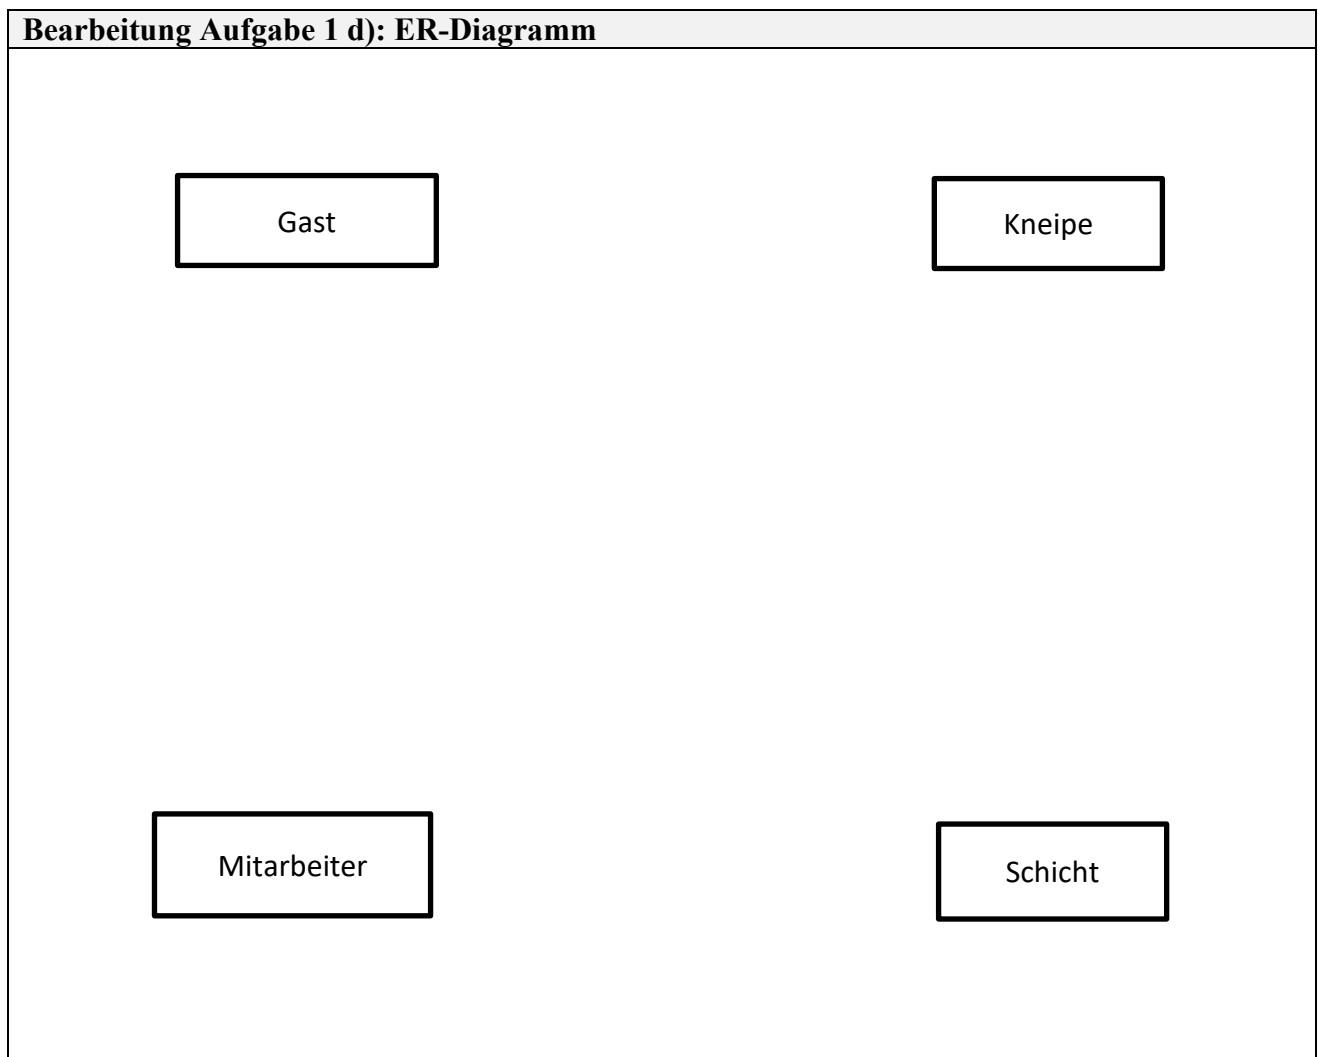 Bearbeitung Aufgabe 1 d): ER-Diagramm
Gast
Kneipe
Mitarbeiter
Schicht